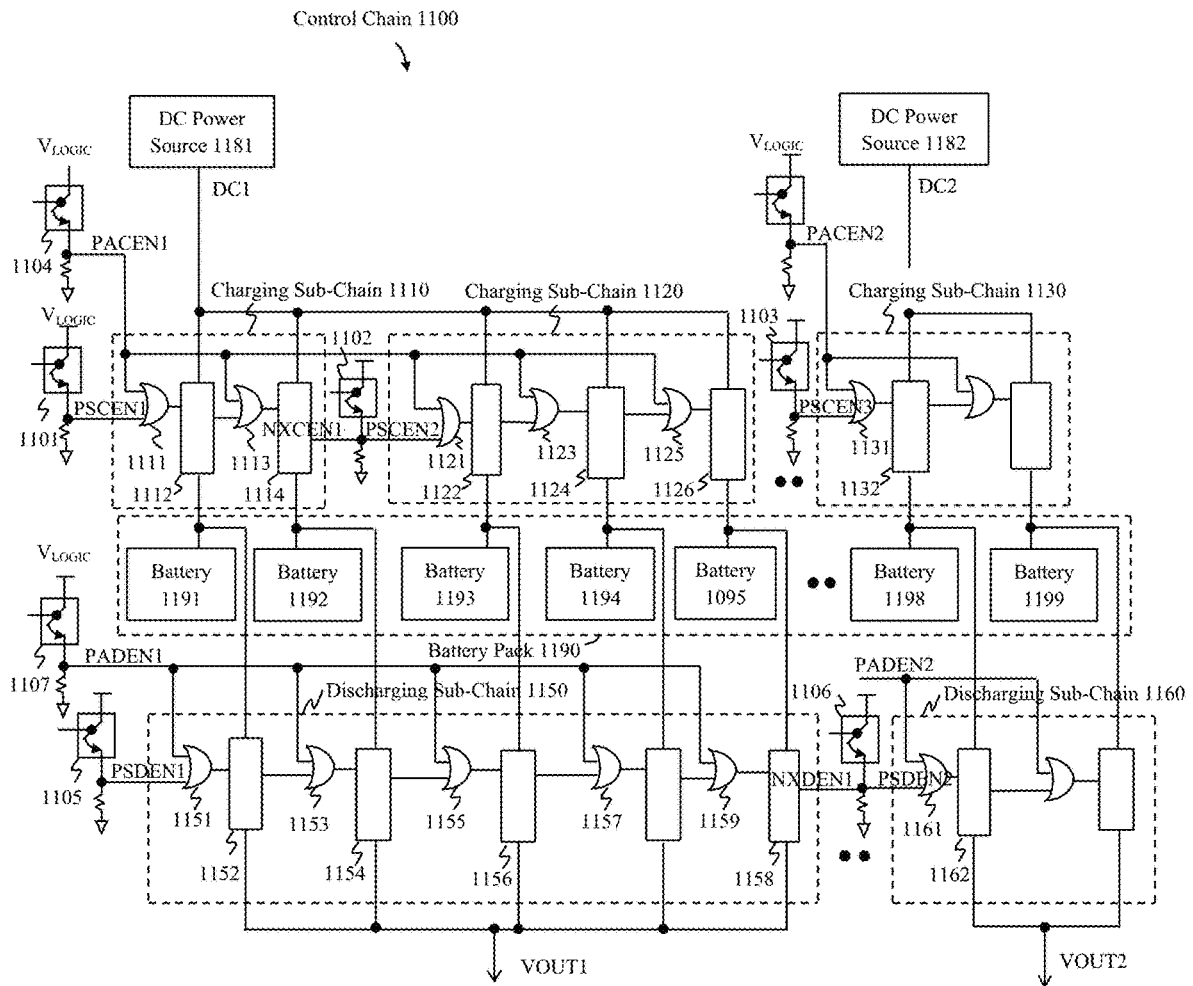 Control Chain 1100
DC Power
Source 1181
DC Power
Source 1182
VLOGIC
VLOGIC
DC1
DC2
PACEN1
PACEN2
1104
Charging Sub-Chain 1110
Charging Sub-Chain 1120
Charging Sub-Chain 1130
VLOGIC
1102
1103
PSCEN1
NXCEN1
PSCEN2
PSCEN3
1101
1111
1113
1121
1123
1125
1131
1112
1114
1122
1124
1126
1132
VLOGIC
Battery
1191
Battery
1192
Battery
1193
Battery
1194
Battery
1095
Battery
1198
Battery
1199
Battery Pack 1190
PADEN1
PADEN2
1107
Discharging Sub-Chain 1150
1106
Discharging Sub-Chain 1160
PSDEN1
NXDEN1
PSDEN2
1105
1151
1153
1155
1157
1159
1161
1152
1154
1156
1158
1162
VOUT1
VOUT2